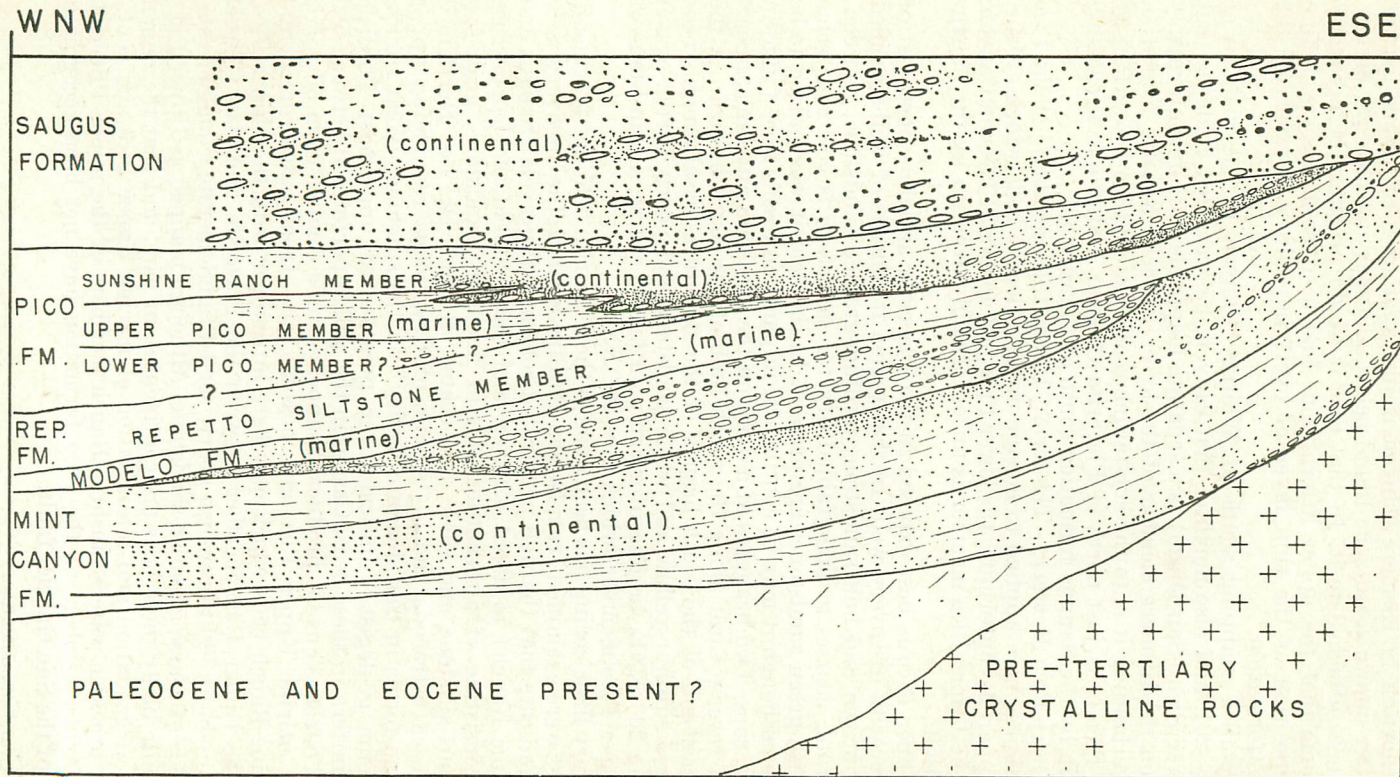 WNW
ESE
SAUGUS
FORMATION
(continental)
SUNSHINE RANCH MEMBER (continental)
PICO
FM.
UPPER PICO MEMBER (marine)
LOWER PICO MEMBER?
?
?
(marine)
REPETTO SILTSTONE MEMBER
REP.
FM.
MODELO FM (marine)
MINT
CANYON
FM.
(continental)
PALEOCENE AND EOCENE PRESENT?
PRE-TERTIARY
CRYSTALLINE ROCKS